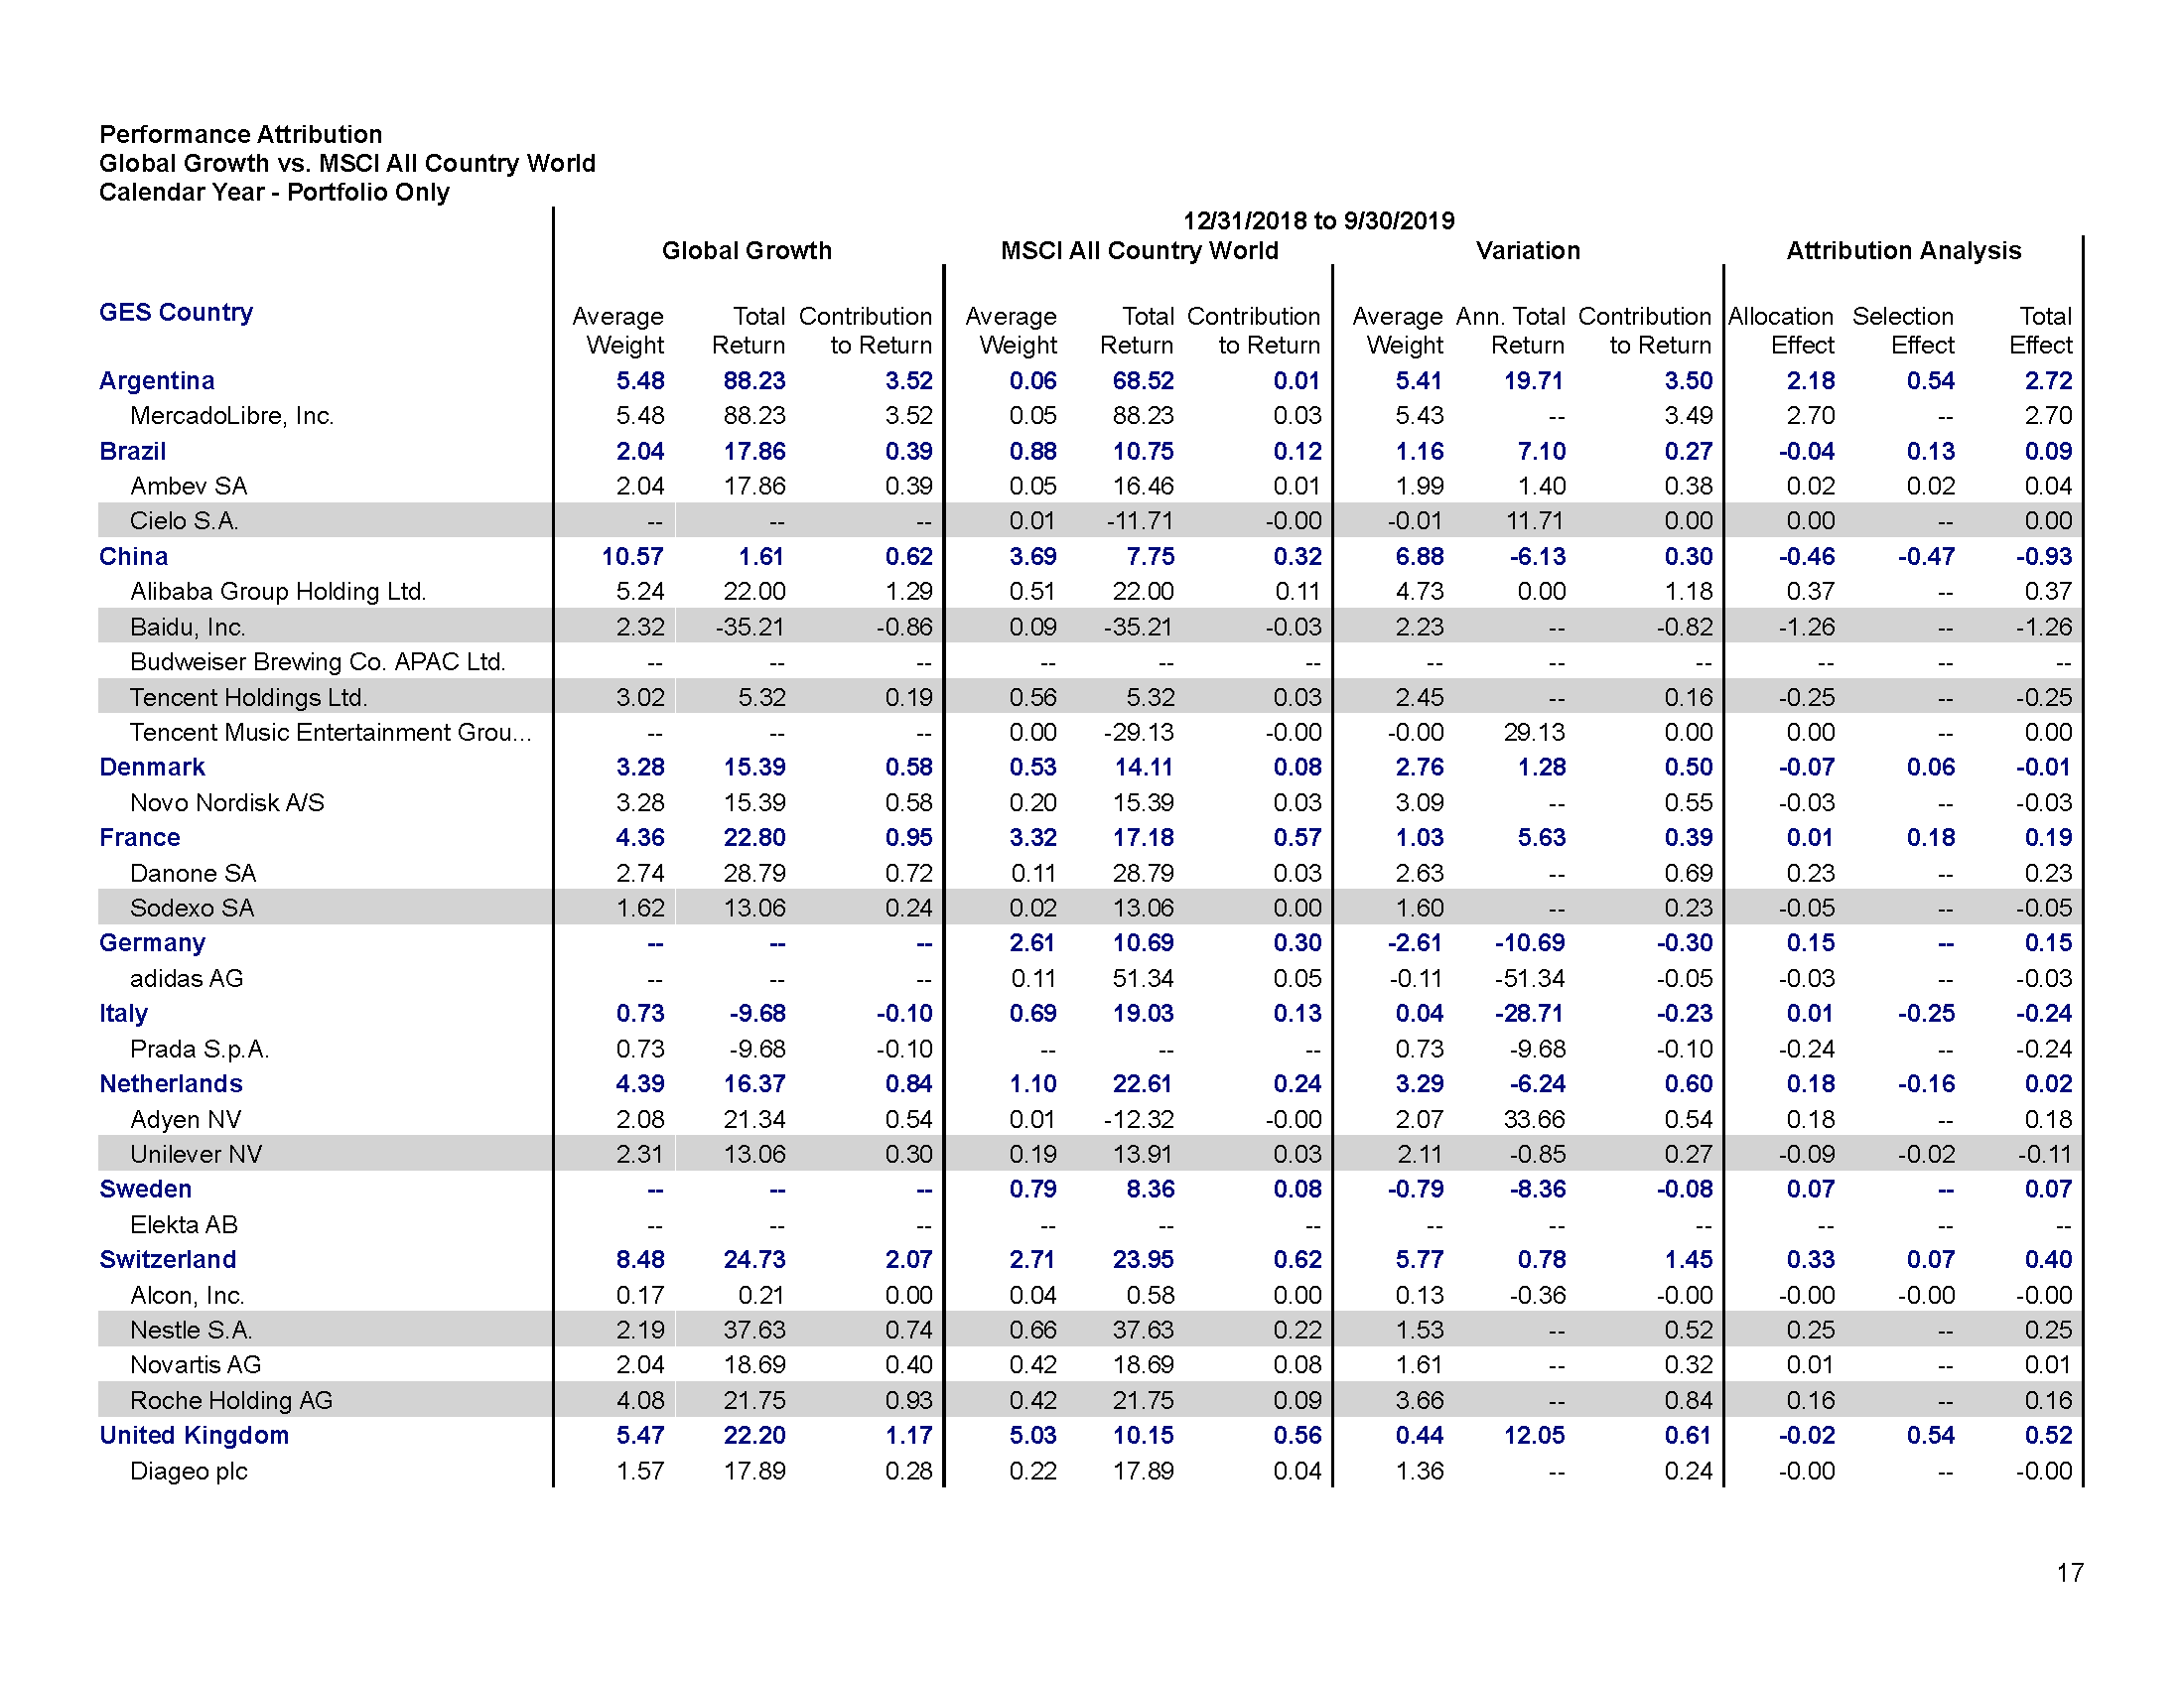 Performance Attribution
Global Growth vs. MSCI All Country World
Calendar Year - Portfolio Only
12/31/2018 to 9/30/2019
Global Growth MSCI All Country World Variation Attribution Analysis
GES Country Average Total Contribution Average Total Contribution Average Ann. Total Contribution Allocation Selection Total
Weight Return to Return Weight Return to Return Weight Return to Return Effect Effect Effect
Argentina 5.48 88.23 3.52 0.06 68.52 0.01 5.41 19.71 3.50 2.18 0.54 2.72
MercadoLibre, Inc. 5.48 88.23 3.52 0.05 88.23 0.03 5.43 -- 3.49 2.70 -- 2.70
Brazil 2.04 17.86 0.39 0.88 10.75 0.12 1.16 7.10 0.27 -0.04 0.13 0.09
Ambev SA 2.04 17.86 0.39 0.05 16.46 0.01 1.99 1.40 0.38 0.02 0.02 0.04
Cielo S.A. -- -- -- 0.01 -11.71 -0.00 -0.01 11.71 0.00 0.00 -- 0.00
China 10.57 1.61 0.62 3.69 7.75 0.32 6.88 -6.13 0.30 -0.46 -0.47 -0.93
Alibaba Group Holding Ltd. 5.24 22.00 1.29 0.51 22.00 0.11 4.73 0.00 1.18 0.37 -- 0.37
Baidu, Inc. 2.32 -35.21 -0.86 0.09 -35.21 -0.03 2.23 -- -0.82 -1.26 -- -1.26
Budweiser Brewing Co. APAC Ltd. -- -- -- -- -- -- -- -- -- -- -- --
Tencent Holdings Ltd. 3.02 5.32 0.19 0.56 5.32 0.03 2.45 -- 0.16 -0.25 -- -0.25
Tencent Music Entertainment Grou... -- -- -- 0.00 -29.13 -0.00 -0.00 29.13 0.00 0.00 -- 0.00
Denmark 3.28 15.39 0.58 0.53 14.11 0.08 2.76 1.28 0.50 -0.07 0.06 -0.01
Novo Nordisk A/S 3.28 15.39 0.58 0.20 15.39 0.03 3.09 -- 0.55 -0.03 -- -0.03
France 4.36 22.80 0.95 3.32 17.18 0.57 1.03 5.63 0.39 0.01 0.18 0.19
Danone SA 2.74 28.79 0.72 0.11 28.79 0.03 2.63 -- 0.69 0.23 -- 0.23
Sodexo SA 1.62 13.06 0.24 0.02 13.06 0.00 1.60 -- 0.23 -0.05 -- -0.05
Germany -- -- -- 2.61 10.69 0.30 -2.61 -10.69 -0.30 0.15 -- 0.15
adidas AG -- -- -- 0.11 51.34 0.05 -0.11 -51.34 -0.05 -0.03 -- -0.03
Italy 0.73 -9.68 -0.10 0.69 19.03 0.13 0.04 -28.71 -0.23 0.01 -0.25 -0.24
Prada S.p.A. 0.73 -9.68 -0.10 -- -- -- 0.73 -9.68 -0.10 -0.24 -- -0.24
Netherlands 4.39 16.37 0.84 1.10 22.61 0.24 3.29 -6.24 0.60 0.18 -0.16 0.02
Adyen NV 2.08 21.34 0.54 0.01 -12.32 -0.00 2.07 33.66 0.54 0.18 -- 0.18
Unilever NV 2.31 13.06 0.30 0.19 13.91 0.03 2.11 -0.85 0.27 -0.09 -0.02 -0.11
Sweden -- -- -- 0.79 8.36 0.08 -0.79 -8.36 -0.08 0.07 -- 0.07
Elekta AB -- -- -- -- -- -- -- -- -- -- -- --
Switzerland 8.48 24.73 2.07 2.71 23.95 0.62 5.77 0.78 1.45 0.33 0.07 0.40
Alcon, Inc. 0.17 0.21 0.00 0.04 0.58 0.00 0.13 -0.36 -0.00 -0.00 -0.00 -0.00
Nestle S.A. 2.19 37.63 0.74 0.66 37.63 0.22 1.53 -- 0.52 0.25 -- 0.25
Novartis AG 2.04 18.69 0.40 0.42 18.69 0.08 1.61 -- 0.32 0.01 -- 0.01
Roche Holding AG 4.08 21.75 0.93 0.42 21.75 0.09 3.66 -- 0.84 0.16 -- 0.16
United Kingdom 5.47 22.20 1.17 5.03 10.15 0.56 0.44 12.05 0.61 -0.02 0.54 0.52
Diageo plc 1.57 17.89 0.28 0.22 17.89 0.04 1.36 -- 0.24 -0.00 -- -0.00
17